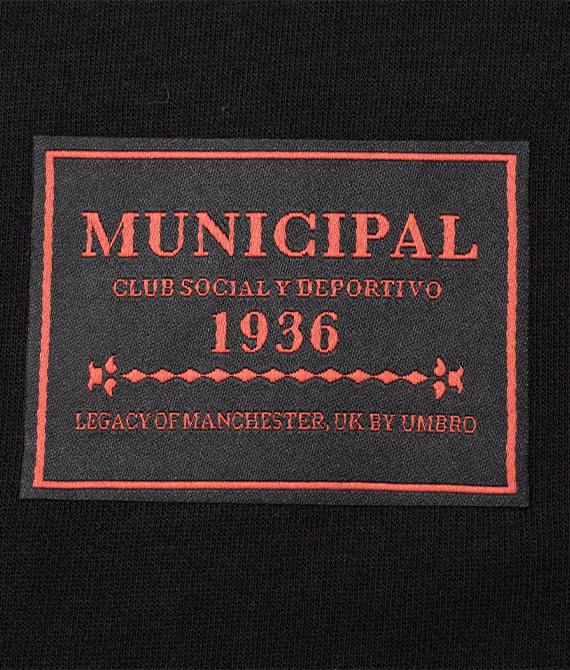 MUNICIPAL
CLUB SOCIAL Y DEPORTIVO
1936
LEGACY OF MANCHESTER, UK BY UMBRO